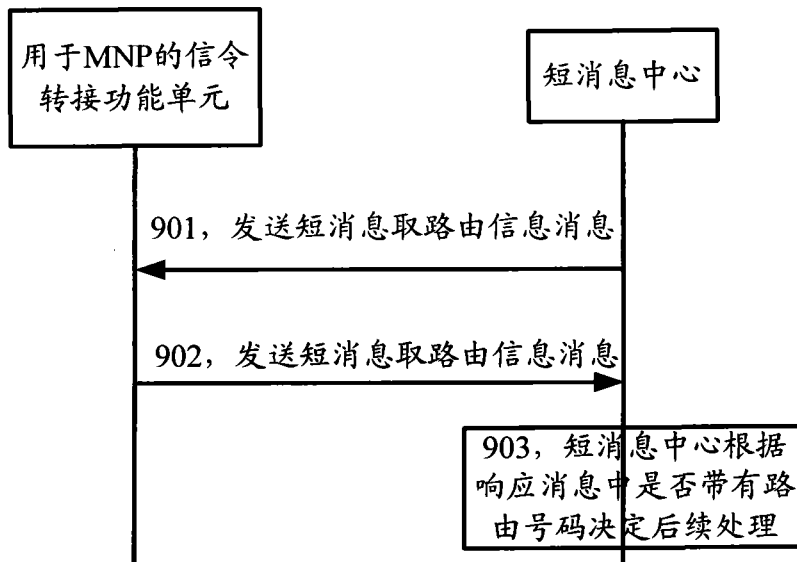 用于MNP的信令
转接功能单元
短消息中心
901，发送短消息取路由信息消息
902，发送短消息取路由信息消息
903，短消息中心根据
响应消息中是否带有路
由号码决定后续处理